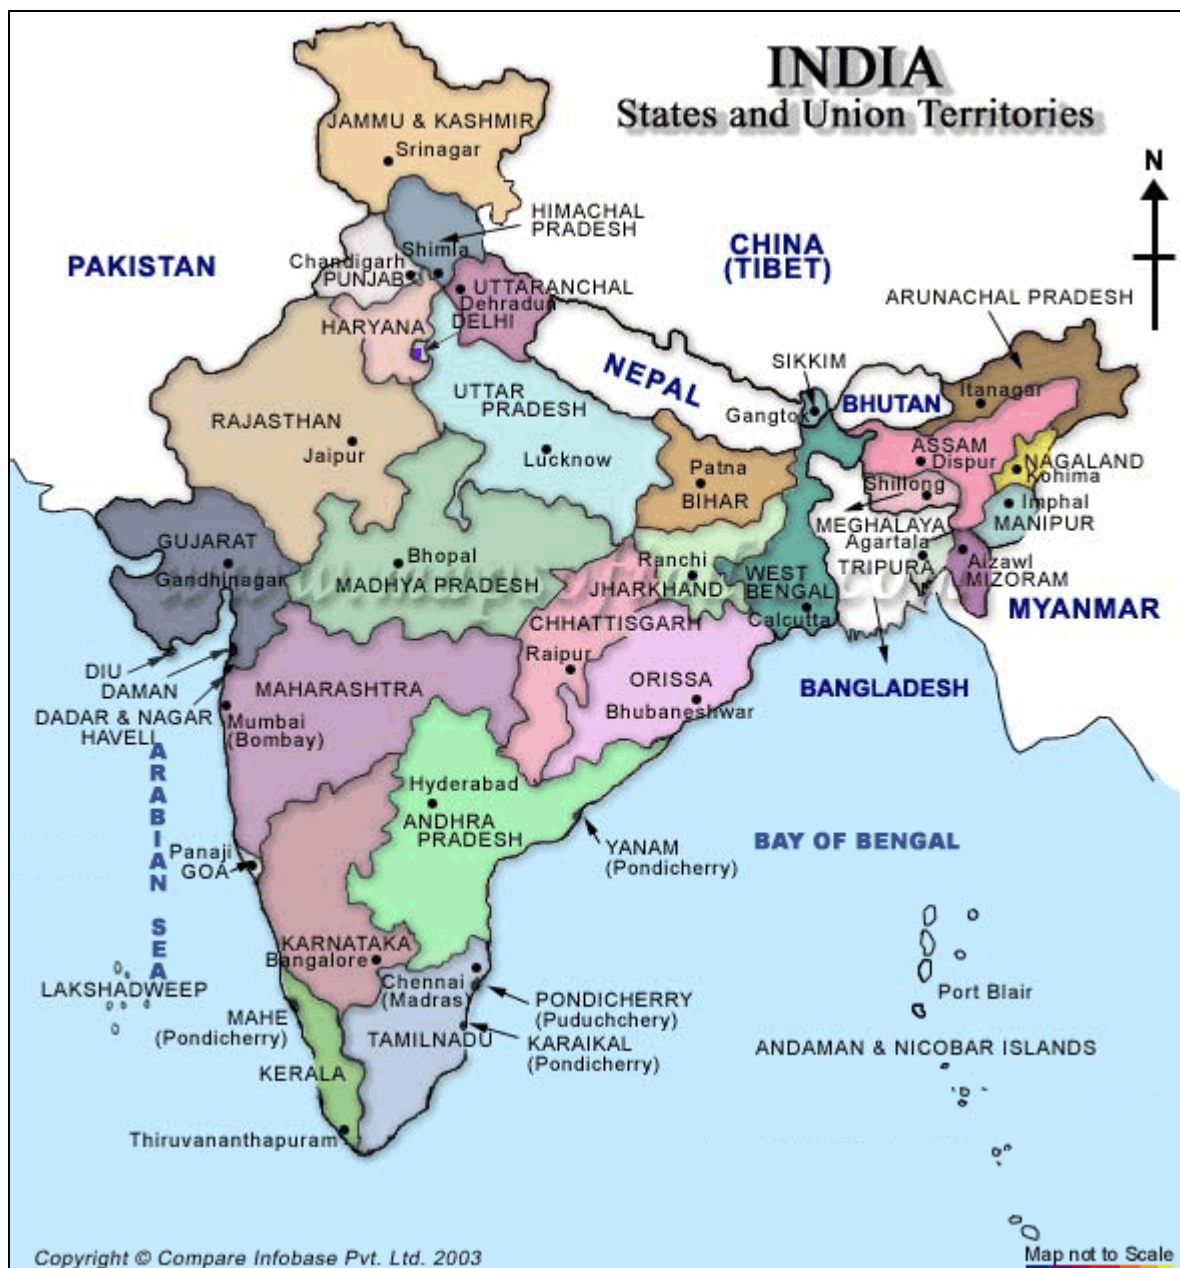 INDIA
States and Union Territories
JAMMU & KASHMIR
Srinagar
N
HIMACHAL
PRADESH
PAKISTAN
CHINA
(TIBET)
Shimla
Chandigarh
PUNJAB
UTTARANCHAL
Dehradun
DELHI
HARYANA
ARUNACHAL PRADESH
NEPAL
SIKKIM
Itanagar
UTTAR
PRADESH
Gangtok
BHUTAN
RAJASTHAN
Jaipur
Lucknow
ASSAM
Dispur
NAGALAND
Kohima
Patna
BIHAR
Shillong
Imphal
MANIPUR
MEGHALAYA
Agartala
TRIPURA
GUJARAT
Gandhinagar
Bhopal
MADHYA PRADESH
Ranchi
JHARKHAND
WEST
BENGAL
Calcutta
Aizawl
MIZORAM
MYANMAR
CHHATTISGARH
Raipur
DIU
DAMAN
DADAR & NAGAR
HAVELI
MAHARASHTRA
Mumbai
(Bombay)
ORISSA
Bhubaneshwar
BANGLADESH
ARABIAN SEA
Hyderabad
ANDHRA
PRADESH
YANAM
(Pondicherry)
BAY OF BENGAL
Panaji
GOA
KARNATAKA
Bangalore
LAKSHADWEEP
Chennai
(Madras)
PONDICHERRY
(Puduchchery)
Port Blair
MAHE
(Pondicherry)
TAMILNADU
KARAIKAL
(Pondicherry)
ANDAMAN & NICOBAR ISLANDS
KERALA
Thiruvananthapuram
Copyright © Compare Infobase Pvt. Ltd. 2003
Map not to Scale